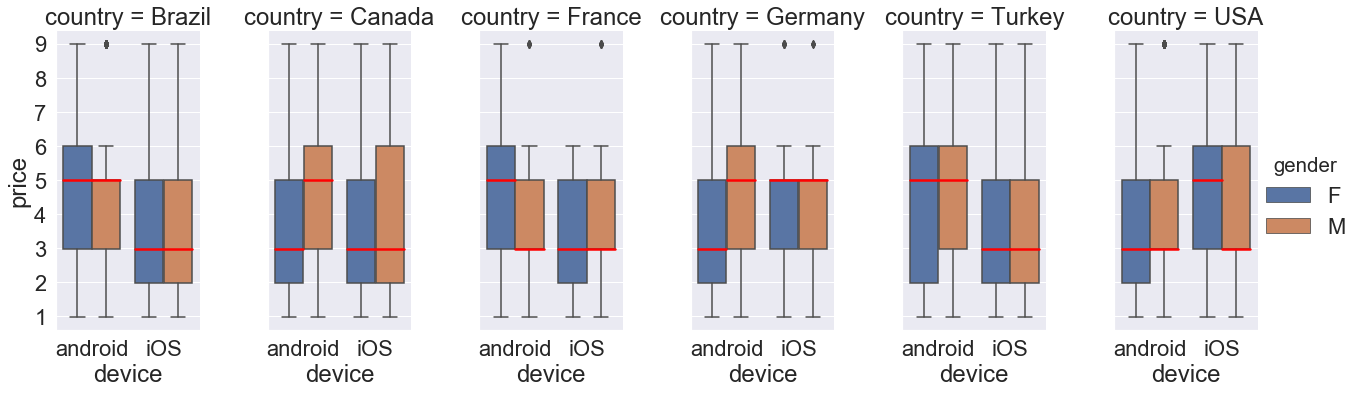 country = Brazil
country = Canada
country = France
country = Germany
country = Turkey
country = USA
9
8
7
6
5
4
3
2
1
price
android iOS
device
android iOS
device
android iOS
device
android iOS
device
android iOS
device
android iOS
device
gender
F
M